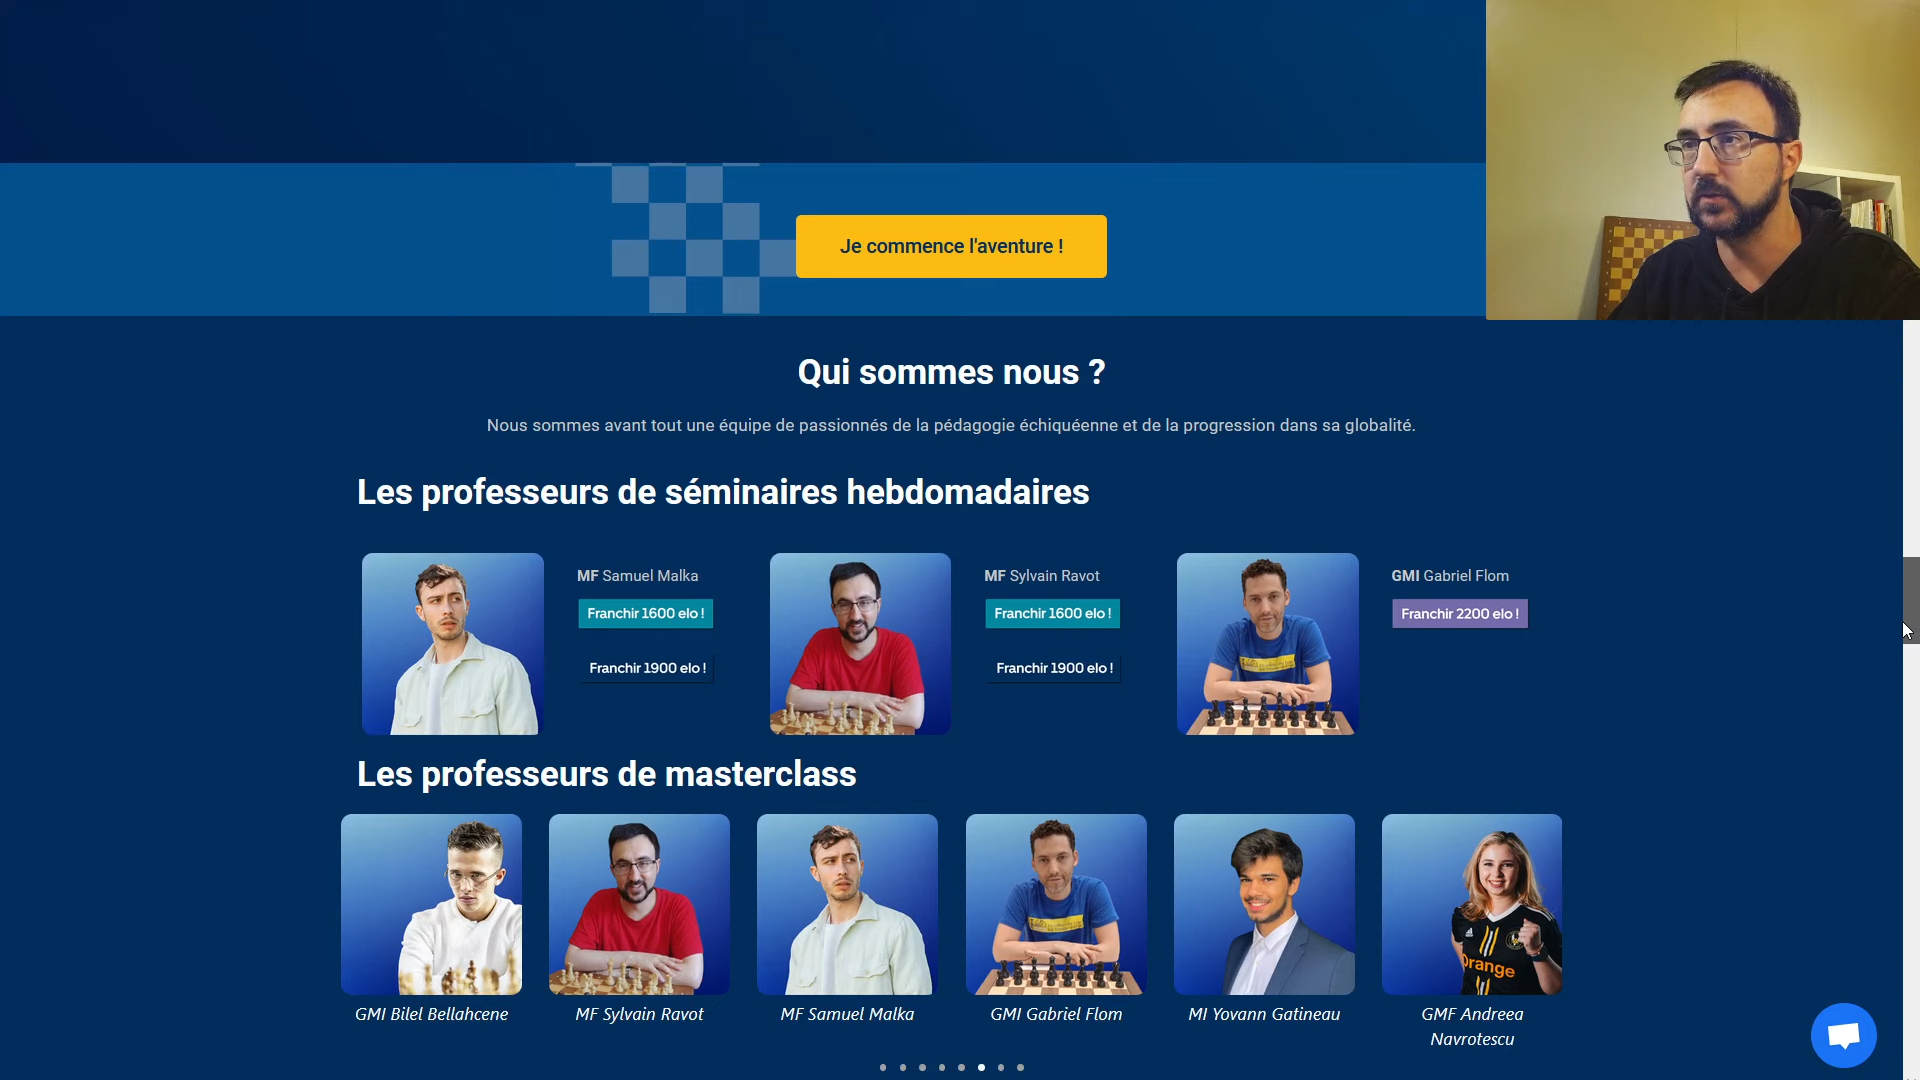 Je commence l'aventure !
Qui sommes nous ?
Nous sommes avant tout une équipe de passionnés de la pédagogie échiquéenne et de la progression dans sa globalité.
Les professeurs de séminaires hebdomadaires
MF Samuel Malka
Franchir 1600 elo !
Franchir 1900 elo !
MF Sylvain Ravot
Franchir 1600 elo !
Franchir 1900 elo !
GMI Gabriel Flom
Franchir 2200 elo !
Les professeurs de masterclass
Orange
GMI Bilel Bellahcene
MF Sylvain Ravot
MF Samuel Malka
GMI Gabriel Flom
MI Yovann Gatineau
GMF Andreea
Navrotescu